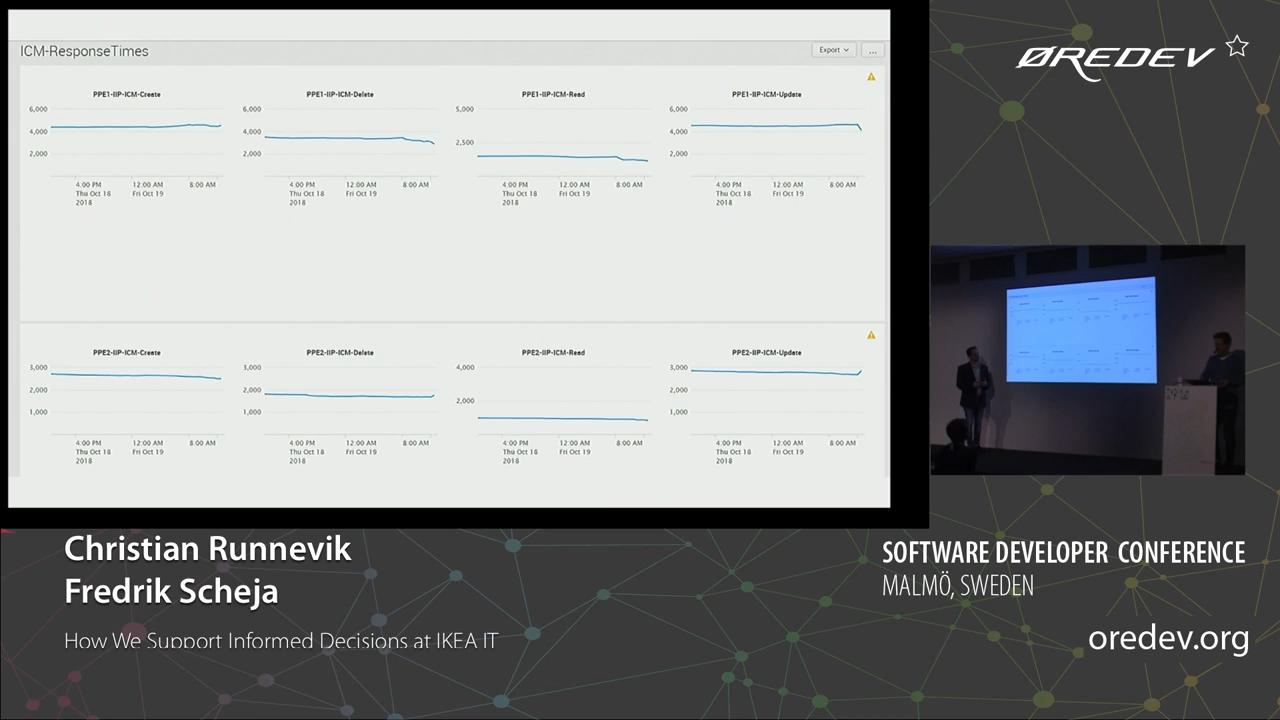 ICM-ResponseTimes
Export
...
PPE1-IIP-ICM-Create
PPE1-IIP-ICM-Delete
PPE1-IIP-ICM-Read
PPE1-IIP-ICM-Update
6,000
4,000
2,000
6,000
4,000
2,000
5,000
2,500
6,000
4,000
2,000
4:00 PM 12:00 AM 8:00 AM
Thu Oct 18 Fri Oct 19
2018
4:00 PM 12:00 AM 8:00 AM
Thu Oct 18 Fri Oct 19
2018
4:00 PM 12:00 AM 8:00 AM
Thu Oct 18 Fri Oct 19
2018
4:00 PM 12:00 AM 8:00 AM
Thu Oct 18 Fri Oct 19
2018
PPE2-IIP-ICM-Create
PPE2-IIP-ICM-Delete
PPE2-IIP-ICM-Read
PPE2-IIP-ICM-Update
3,000
2,000
1,000
3,000
2,000
1,000
4,000
2,000
3,000
2,000
1,000
4:00 PM 12:00 AM 8:00 AM
Thu Oct 18 Fri Oct 19
2018
4:00 PM 12:00 AM 8:00 AM
Thu Oct 18 Fri Oct 19
2018
4:00 PM 12:00 AM 8:00 AM
Thu Oct 18 Fri Oct 19
2018
4:00 PM 12:00 AM 8:00 AM
Thu Oct 18 Fri Oct 19
2018
ØREDEV
Christian Runnevik
Fredrik Scheja
How We Support Informed Decisions at IKEA IT
SOFTWARE DEVELOPER CONFERENCE
MALMÖ, SWEDEN
oredev.org